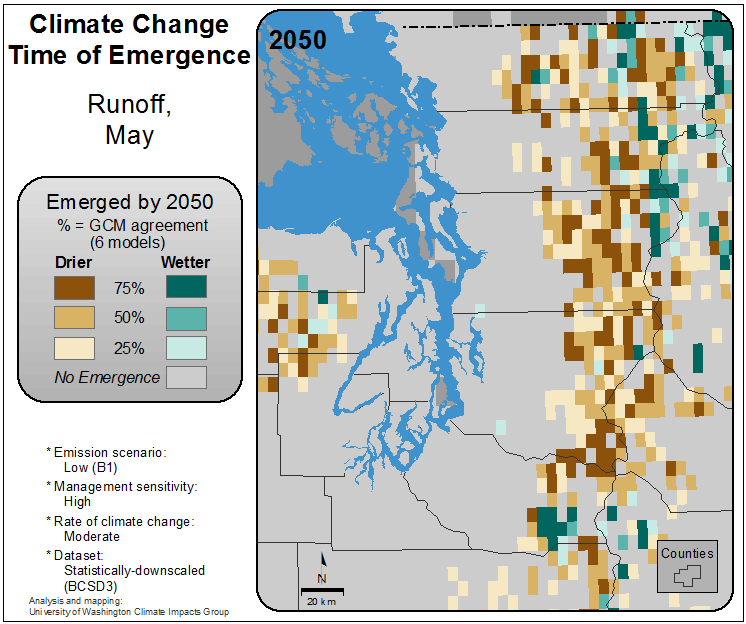 Climate Change
Time of Emergence
Runoff,
May
Emerged by 2050
% = GCM agreement
(6 models)
Drier Wetter
75%
50%
25%
No Emergence
* Emission scenario:
Low (B1)
* Management sensitivity:
High
* Rate of climate change:
Moderate
* Dataset:
Statistically-downscaled
(BCSD3)
Analysis and mapping:
University of Washington Climate Impacts Group
2050
N
20 km
Counties